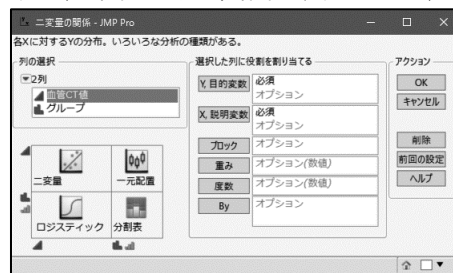 二変量の関係 - JMP Pro
各Xに対するYの分布。いろいろな分析の種類がある。
列の選択
2列
血管CT値
グループ
二変量
一元配置
ロジスティック
分割表
選択した列に役割を割り当てる
Y, 目的変数
必須
オプション
X, 説明変数
必須
オプション
ブロック
オプション
重み
オプション(数値)
度数
オプション(数値)
By
オプション
アクション
OK
キャンセル
削除
前回の設定
ヘルプ